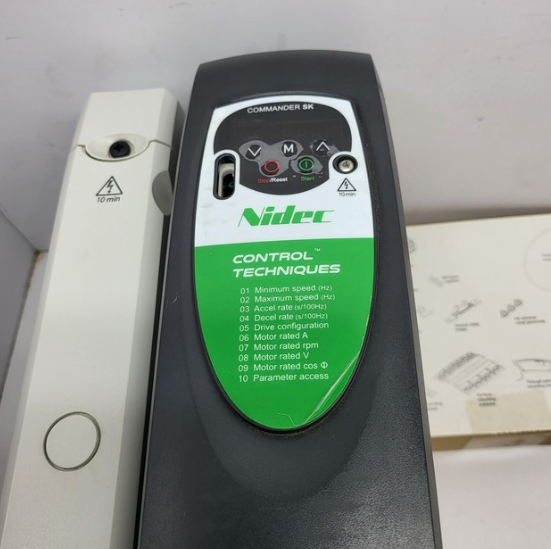 COMMANDER SK
M
Stop/Reset
Start
10 min
10 min
Nidec
CONTROL™
TECHNIQUES
01 Minimum speed (Hz)
02 Maximum speed (Hz)
03 Accel rate (s/100Hz)
04 Decel rate (s/100Hz)
05 Drive configuration
06 Motor rated A
07 Motor rated rpm
08 Motor rated V
09 Motor rated cos Φ
10 Parameter access